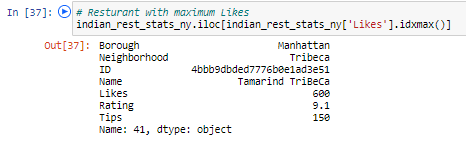 In [37]: # Resturant with maximum Likes
indian_rest_stats_ny.iloc[indian_rest_stats_ny['Likes'].idxmax()]
Out[37]: Borough Manhattan
Neighborhood Tribeca
ID 4bbb9dbded7776b0e1ad3e51
Name Tamarind TriBeCa
Likes 600
Rating 9.1
Tips 150
Name: 41, dtype: object